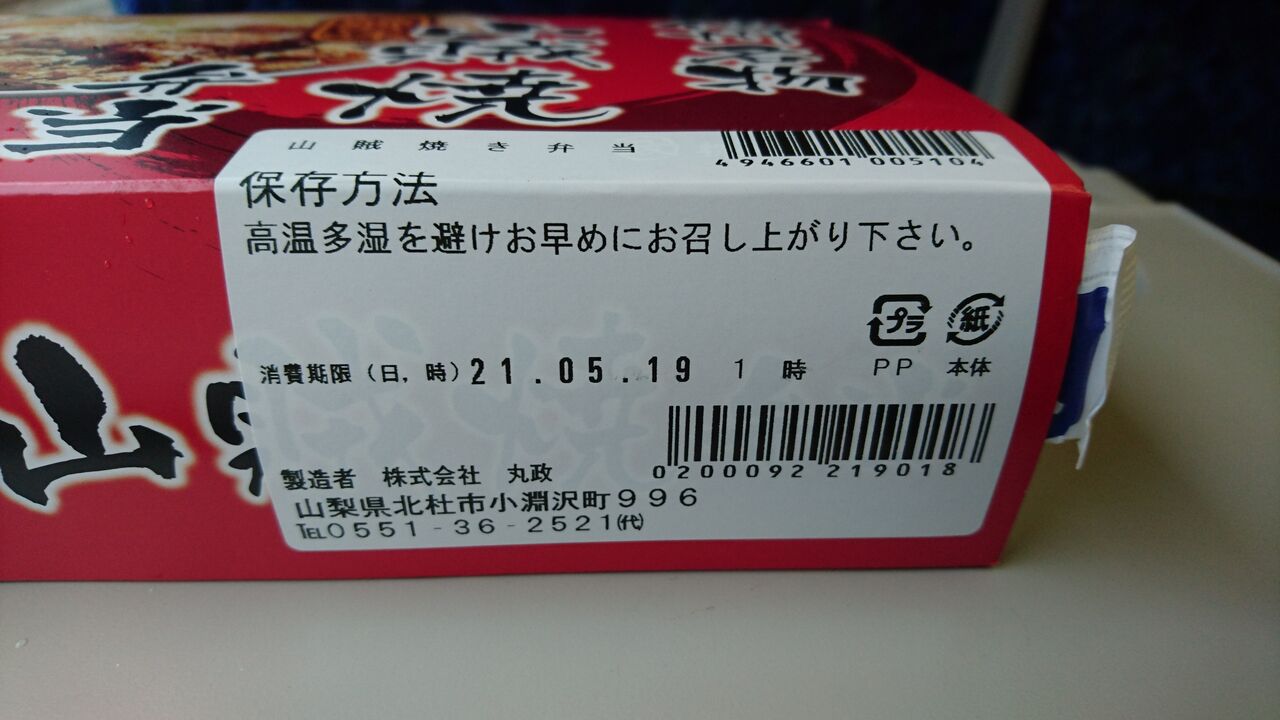 山賊焼き弁当
4946601005104
保存方法
高温多湿を避けお早めにお召し上がり下さい。
プラ 紙
PP 本体
消費期限（日，時）21.05.19 1時
0200092219018
製造者 株式会社 丸政
山梨県北杜市小淵沢町９９６
TEL0551-36-2521㈹
山